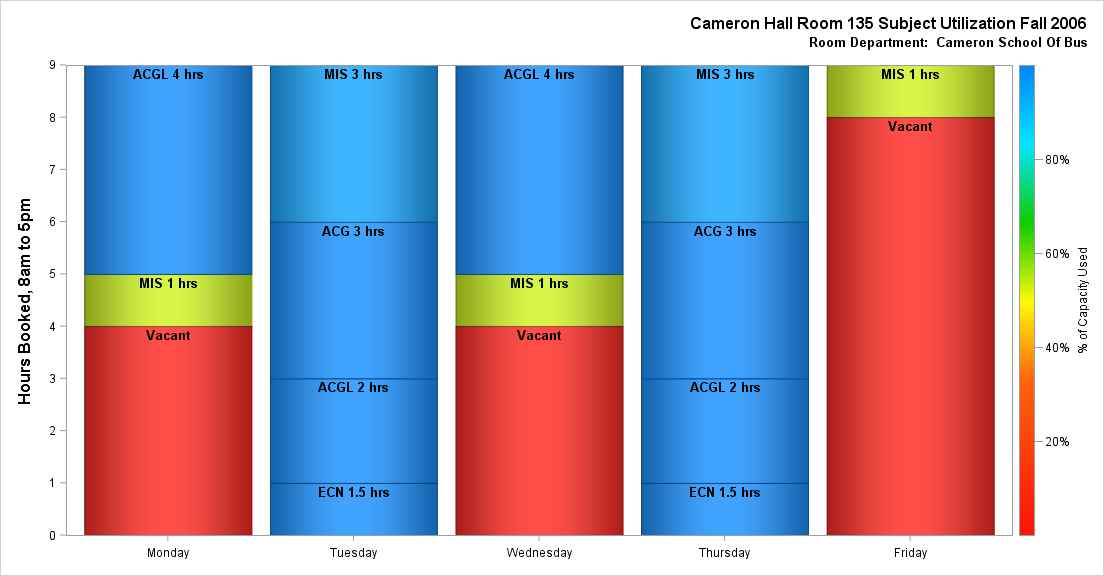 Cameron Hall Room 135 Subject Utilization Fall 2006
Room Department:  Cameron School Of Bus
Hours Booked, 8am to 5pm
9
8
7
6
5
4
3
2
1
0
ACGL 4 hrs
MIS 1 hrs
Vacant
MIS 3 hrs
ACG 3 hrs
ACGL 2 hrs
ECN 1.5 hrs
ACGL 4 hrs
MIS 1 hrs
Vacant
MIS 3 hrs
ACG 3 hrs
ACGL 2 hrs
ECN 1.5 hrs
MIS 1 hrs
Vacant
Monday
Tuesday
Wednesday
Thursday
Friday
80%
60%
40%
20%
% of Capacity Used